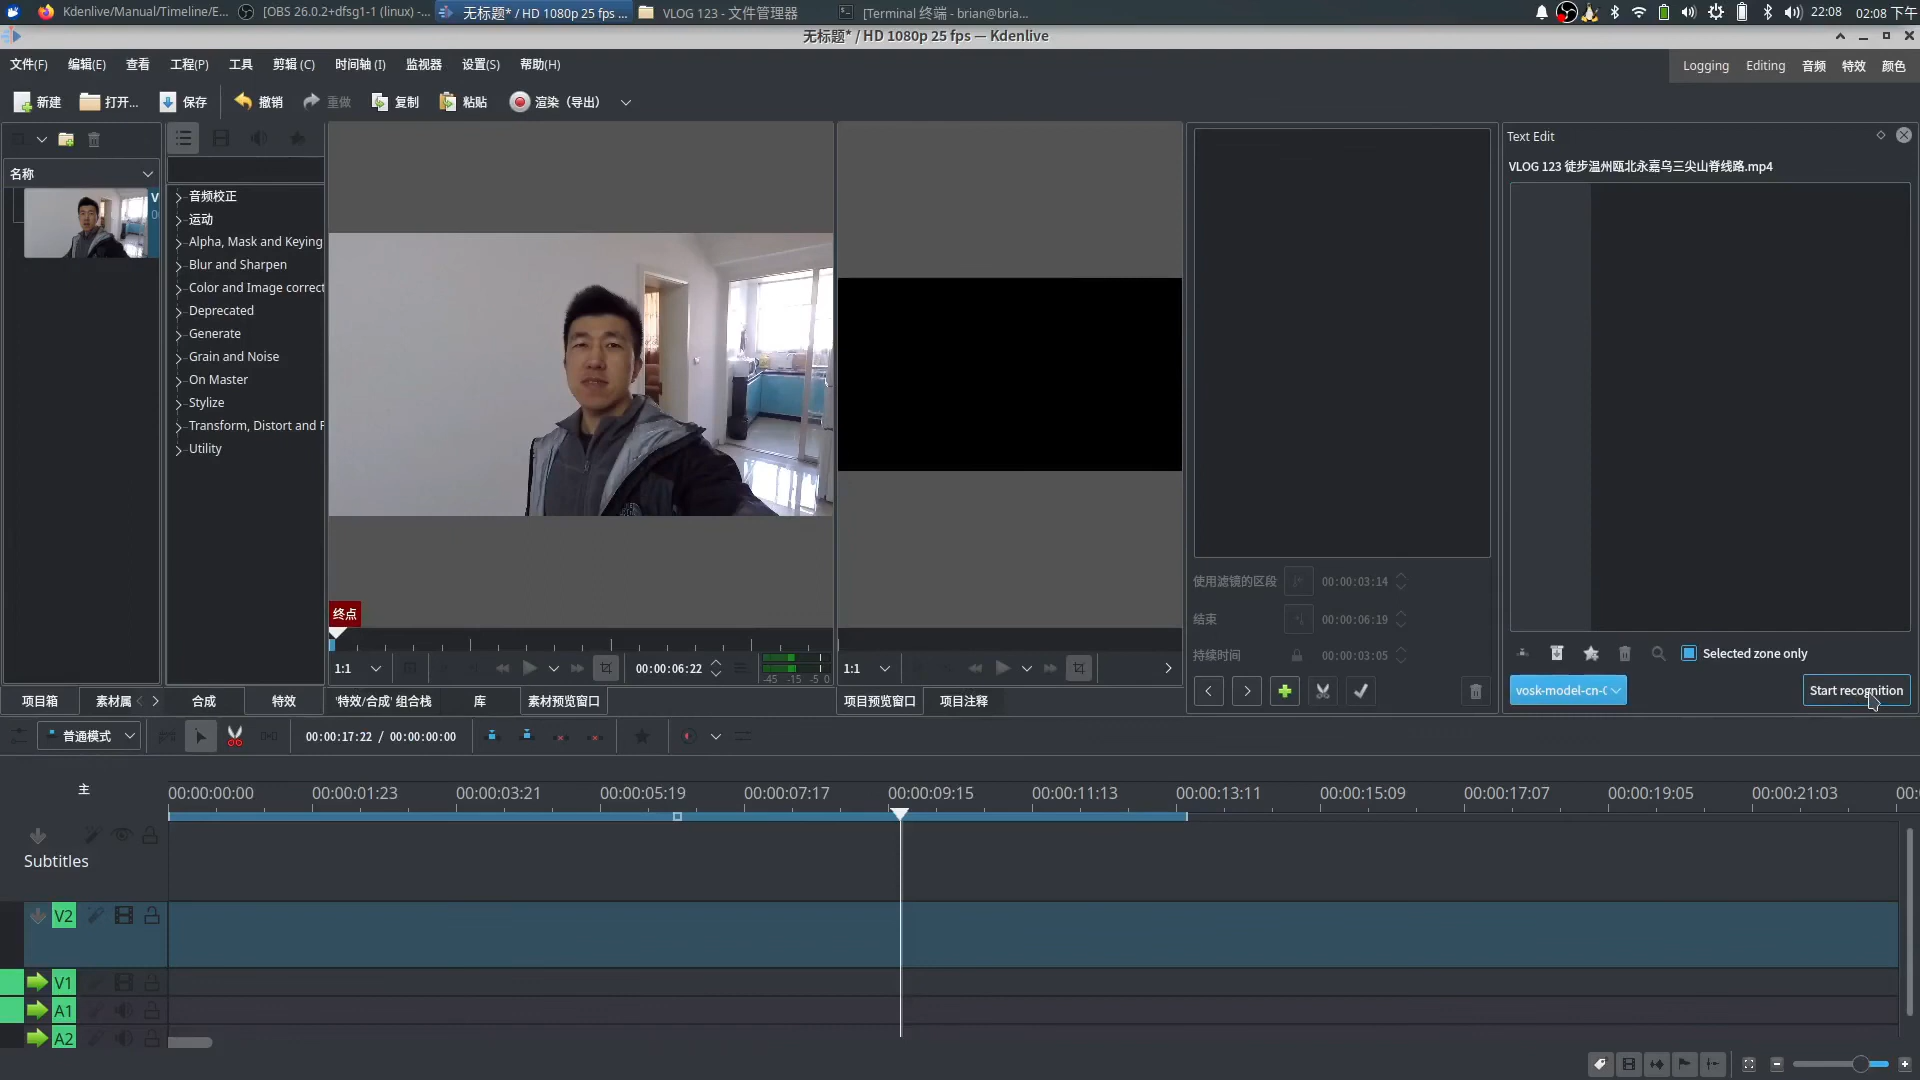 Kdenlive/Manual/Timeline/E...
[OBS 26.0.2+dfsg1-1 (linux) -...
无标题* / HD 1080p 25 fps ...
VLOG 123 - 文件管理器
[Terminal 终端 - brian@bria...
22:08
02:08 下午
无标题* / HD 1080p 25 fps — Kdenlive
文件(F)
编辑(E)
查看
工程(P)
工具
剪辑 (C)
时间轴 (I)
监视器
设置(S)
帮助(H)
Logging
Editing
音频
特效
颜色
新建
打开...
保存
撤销
重做
复制
粘贴
渲染（导出）
名称
V
音频校正
运动
Alpha, Mask and Keying
Blur and Sharpen
Color and Image correct
Deprecated
Generate
Grain and Noise
On Master
Stylize
Transform, Distort and P
Utility
终点
1:1
00:00:06:22
-45 -15 -5 0
1:1
使用滤镜的区段
00:00:03:14
结束
00:00:06:19
持续时间
00:00:03:05
Text Edit
VLOG 123 徒步温州瓯北永嘉乌三尖山脊线路.mp4
Selected zone only
vosk-model-cn-0
Start recognition
项目箱
素材属
合成
特效
'特效/合成' 组合栈
库
素材预览窗口
项目预览窗口
项目注释
普通模式
00:00:17:22 / 00:00:00:00
主
00:00:00:00
00:00:01:23
00:00:03:21
00:00:05:19
00:00:07:17
00:00:09:15
00:00:11:13
00:00:13:11
00:00:15:09
00:00:17:07
00:00:19:05
00:00:21:03
00:
Subtitles
V2
V1
A1
A2